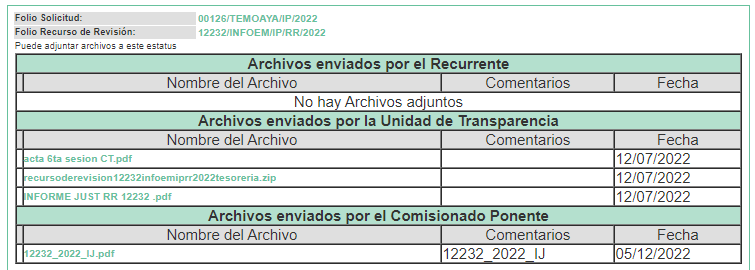 Folio Solicitud: 00126/TEMOAYA/IP/2022
Folio Recurso de Revisión: 12232/INFOEM/IP/RR/2022
Puede adjuntar archivos a este estatus
Archivos enviados por el Recurrente
Nombre del Archivo Comentarios Fecha
No hay Archivos adjuntos
Archivos enviados por la Unidad de Transparencia
Nombre del Archivo Comentarios Fecha
acta 6ta sesion CT.pdf 12/07/2022
recursoderevision12232infoemiprr2022tesoreria.zip 12/07/2022
INFORME JUST RR 12232 .pdf 12/07/2022
Archivos enviados por el Comisionado Ponente
Nombre del Archivo Comentarios Fecha
12232_2022_IJ.pdf 12232_2022_IJ 05/12/2022